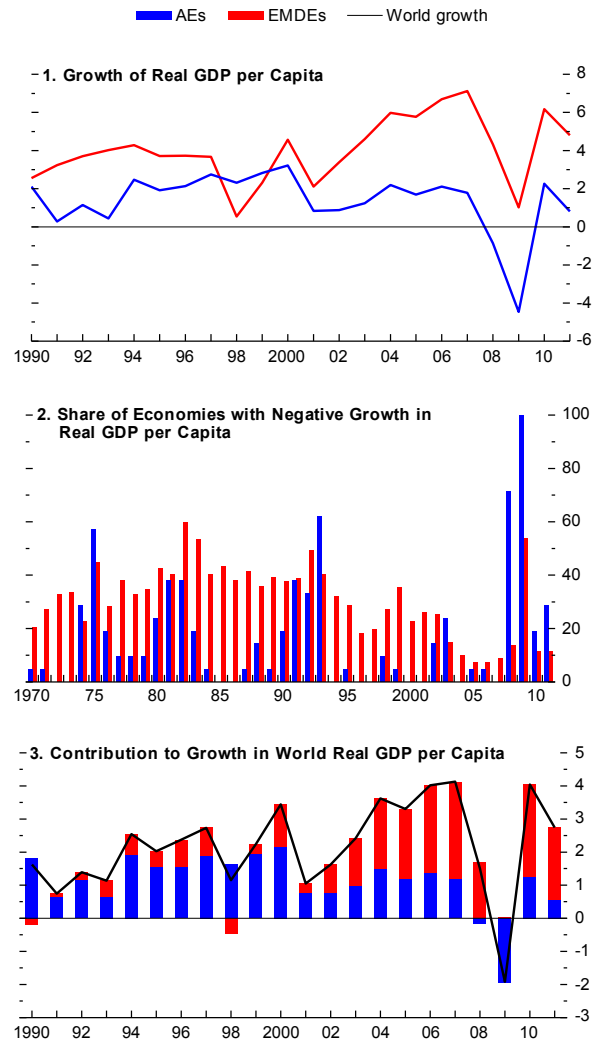 AEs EMDEs World growth
1. Growth of Real GDP per Capita
8
6
4
2
0
-2
-4
-6
1990 92 94 96 98 2000 02 04 06 08 10
2. Share of Economies with Negative Growth in
Real GDP per Capita
100
80
60
40
20
0
1970 75 80 85 90 95 2000 05 10
3. Contribution to Growth in World Real GDP per Capita
5
4
3
2
1
0
-1
-2
-3
1990 92 94 96 98 2000 02 04 06 08 10